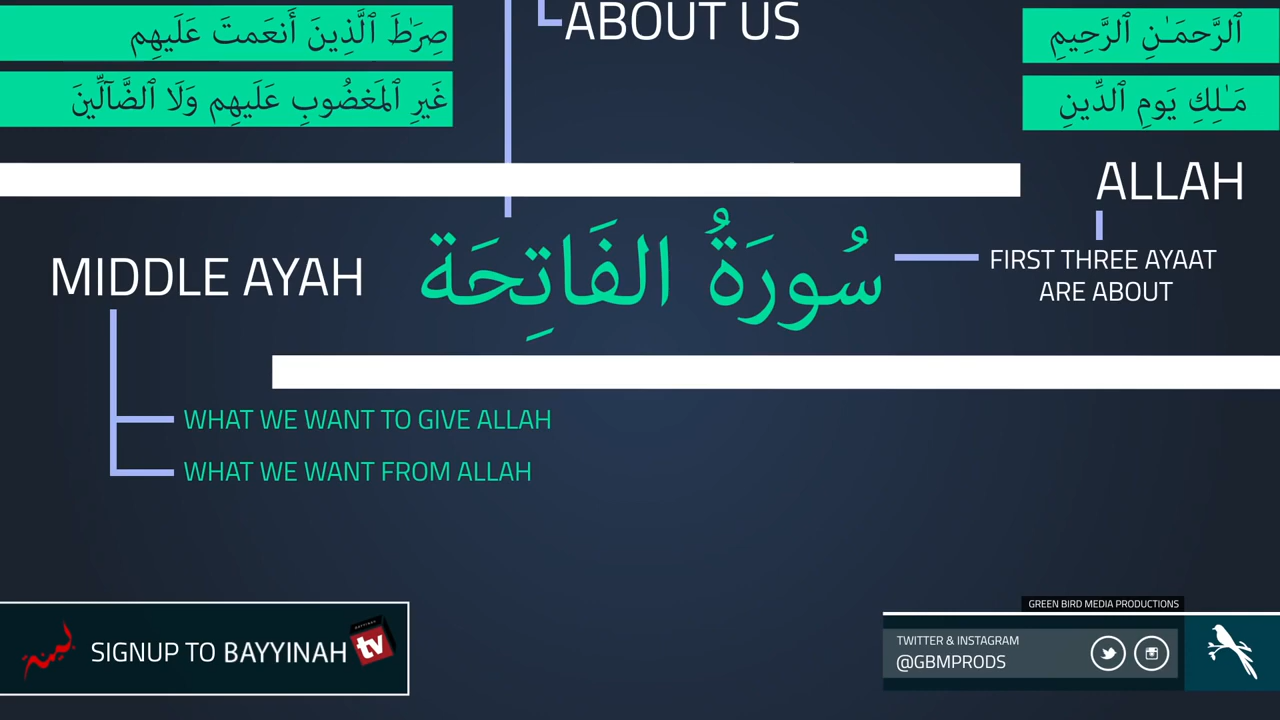 صِرَٰطَ ٱلَّذِينَ أَنعَمتَ عَلَيهِم
غَيرِ ٱلمَغضُوبِ عَلَيهِم وَلَا ٱلضَّآلِّينَ
ABOUT US
ٱلرَّحمَـٰنِ ٱلرَّحِيمِ
مَـٰلِكِ يَومِ ٱلدِّينِ
ALLAH
FIRST THREE AYAAT
ARE ABOUT
سُورَةُ الفَاتِحَة
MIDDLE AYAH
WHAT WE WANT TO GIVE ALLAH
WHAT WE WANT FROM ALLAH
بينة
SIGNUP TO BAYYINAH
BAYYINAH
tv
GREEN BIRD MEDIA PRODUCTIONS
TWITTER & INSTAGRAM
@GBMPRODS